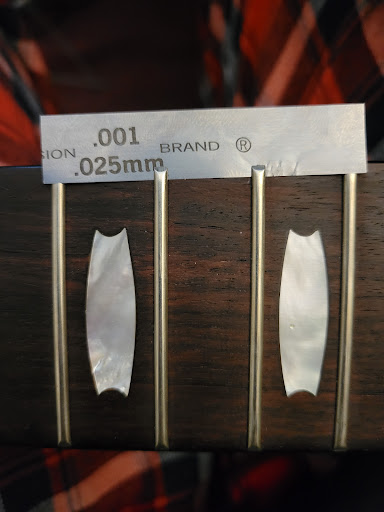 .001
SION BRAND ®
.025mm